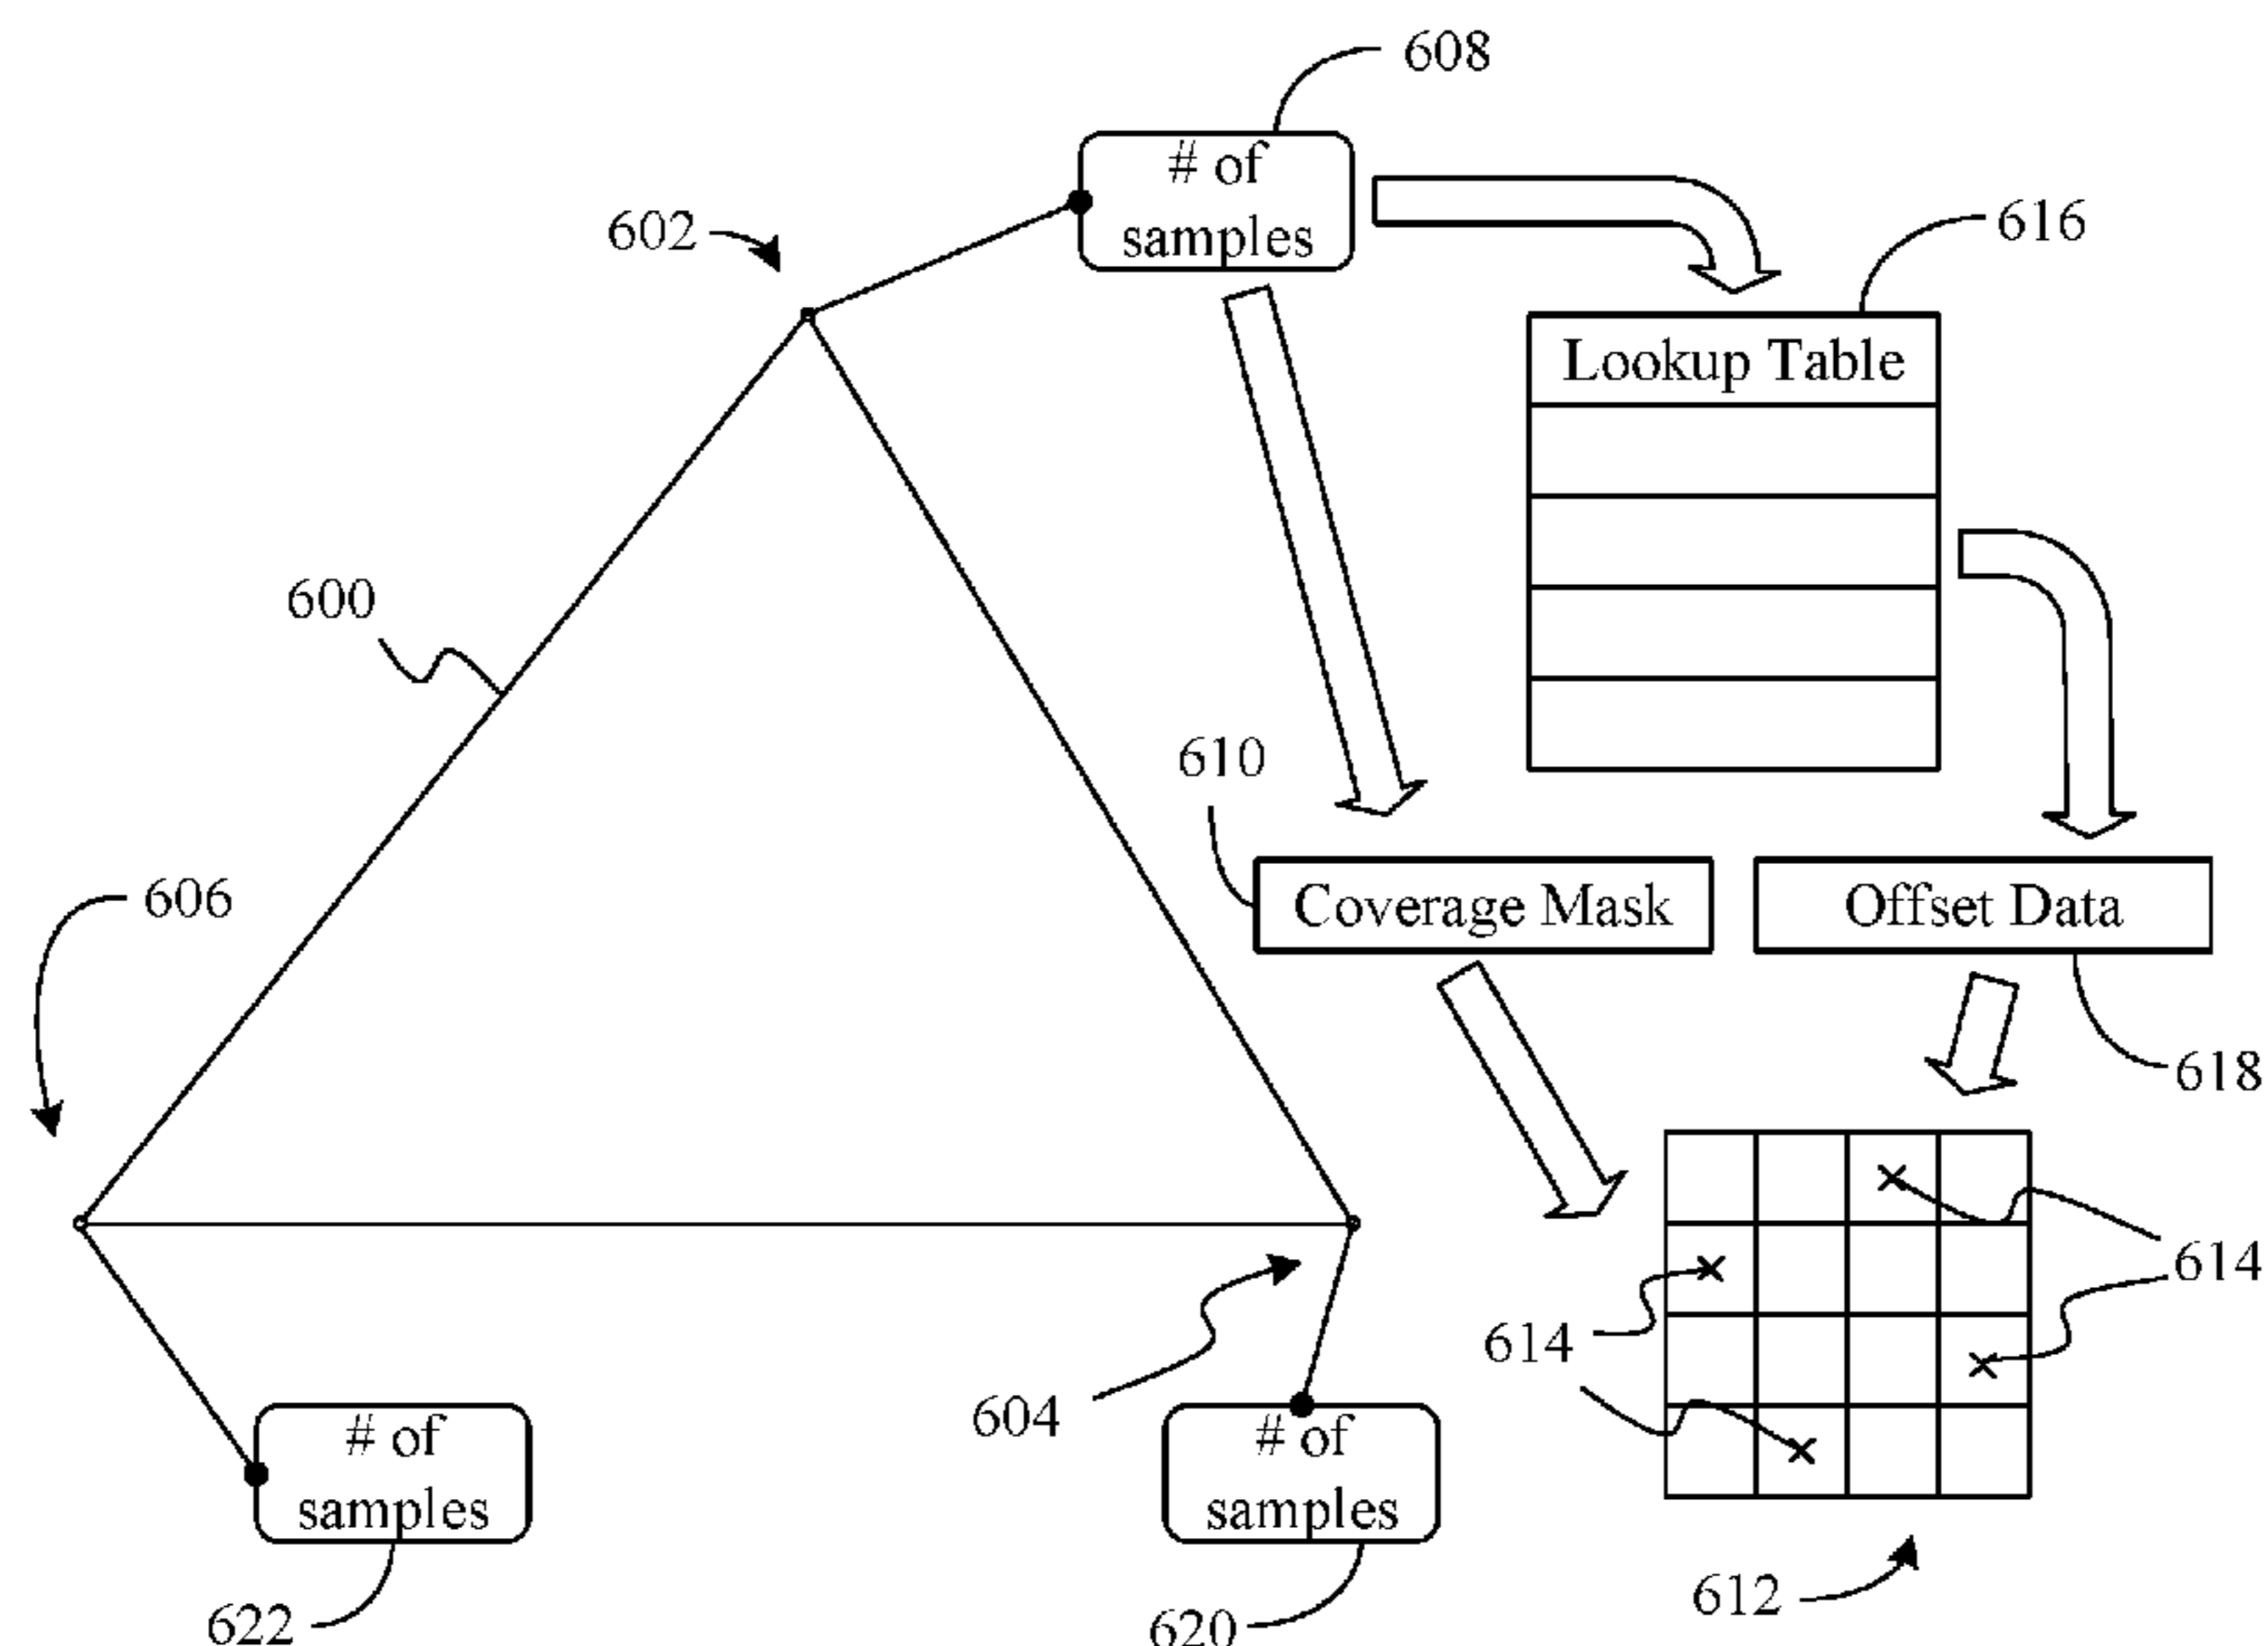 608
# of
samples
602
616
Lookup Table
600
610
606
Coverage Mask
Offset Data
618
614
614
604
# of
samples
# of
samples
612
622
620